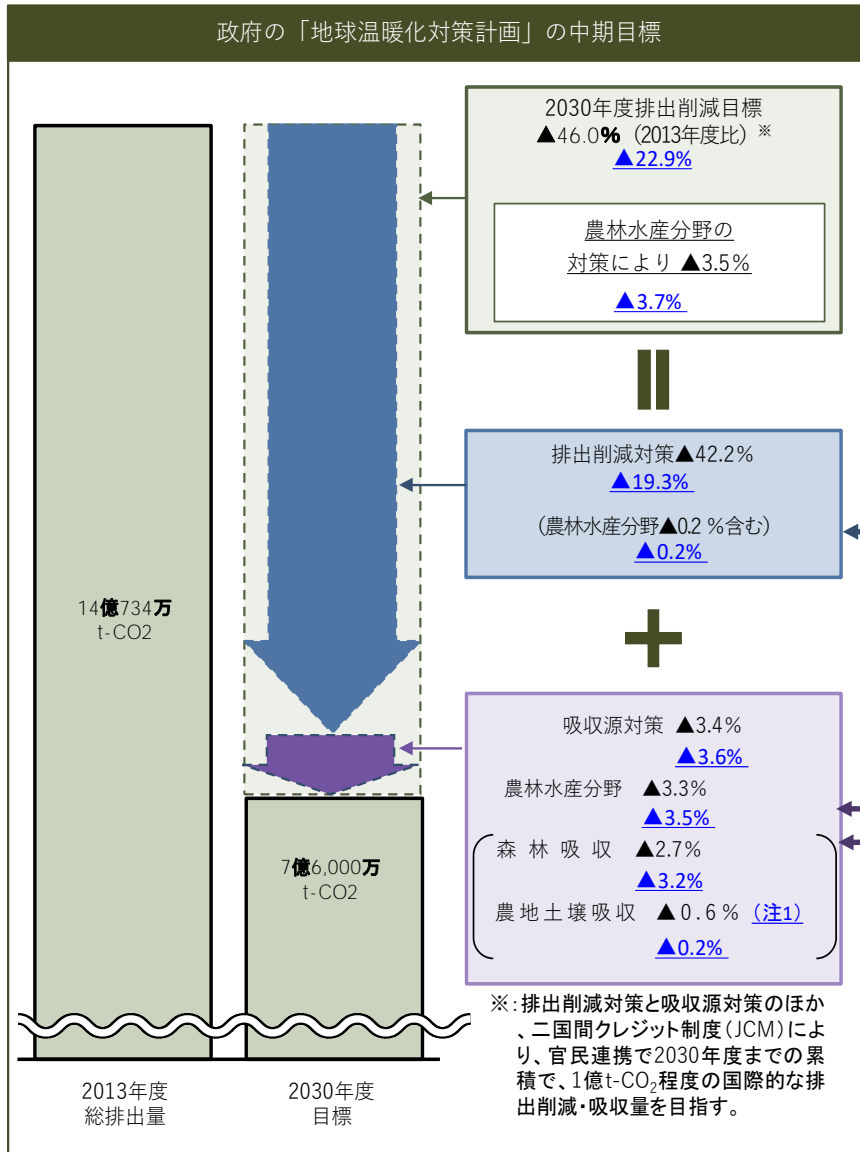 政府の「地球温暖化対策計画」の中期目標
2030年度排出削減目標
▲46.0%（2013年度比）※
▲22.9%
農林水産分野の
対策により ▲3.5%
▲3.7%
排出削減対策▲42.2%
▲19.3%
(農林水産分野▲0.2 %含む)
▲0.2%
14億734万
t-CO2
吸収源対策 ▲3.4%
▲3.6%
農林水産分野 ▲3.3%
▲3.5%
森林吸収 ▲2.7%
▲3.2%
農地土壌吸収 ▲0.6% (注1)
▲0.2%
7億6,000万
t-CO2
※:排出削減対策と吸収源対策のほか
、二国間クレジット制度(JCM)によ
り、官民連携で2030年度までの累
積で、1億t-CO₂程度の国際的な排
出削減・吸収量を目指す。
2013年度
総排出量
2030年度
目標